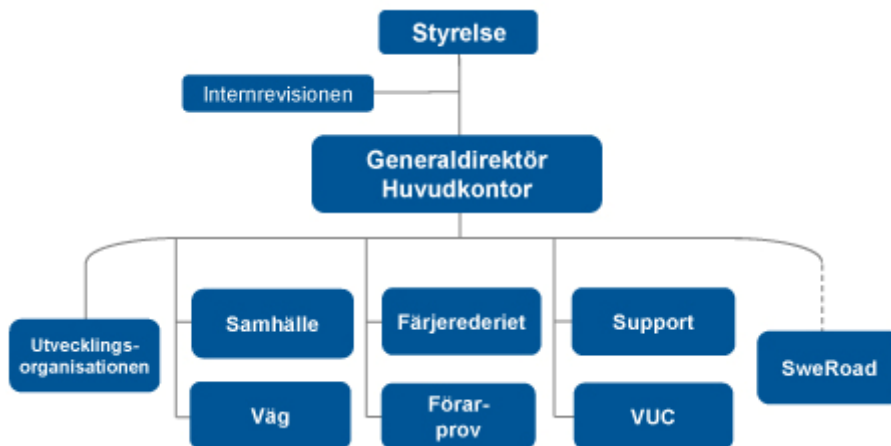 Styrelse
Internrevisionen
Generaldirektör
Huvudkontor
Utvecklings-
organisationen
Samhälle
Färjerederiet
Support
SweRoad
Väg
Förar-
prov
VUC